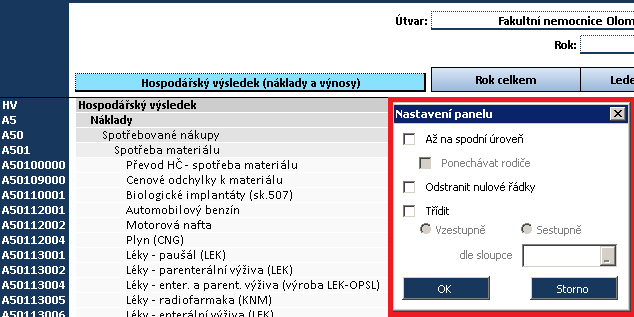 Útvar: Fakultní nemocnice Olom
Rok:
Hospodářský výsledek (náklady a výnosy) Rok celkem Lede
HV Hospodářský výsledek
A5 Náklady
A50 Spotřebované nákupy
A501 Spotřeba materiálu
A50100000 Převod HČ - spotřeba materiálu
A50109000 Cenové odchylky k materiálu
A50110001 Biologické implantáty (sk.507)
A50112001 Automobilový benzín
A50112002 Motorová nafta
A50112004 Plyn (CNG)
A50113001 Léky - paušál (LEK)
A50113002 Léky - parenterální výživa (LEK)
A50113004 Léky - enter. a parent. výživa (výroba LEK-OPSL)
A50113005 Léky - radiofarmaka (KNM)
A50113006 Léky - enterální výživa (LEK)
Nastavení panelu
Až na spodní úroveň
Ponechávat rodiče
Odstranit nulové řádky
Třídit
Vzestupně Sestupně
dle sloupce ...
OK Storno